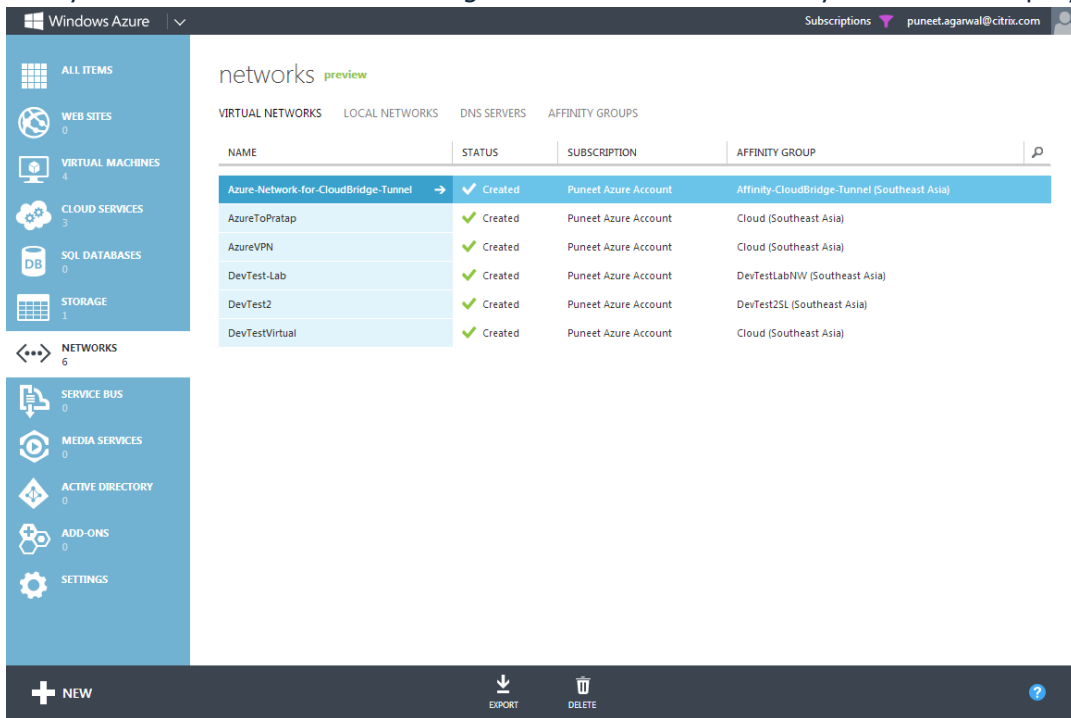 Windows Azure
Subscriptions puneet.agarwal@citrix.com
ALL ITEMS
WEB SITES
0
VIRTUAL MACHINES
4
CLOUD SERVICES
3
SQL DATABASES
0
DB
STORAGE
1
NETWORKS
6
SERVICE BUS
0
MEDIA SERVICES
0
ACTIVE DIRECTORY
0
ADD-ONS
0
SETTINGS
networks preview
VIRTUAL NETWORKS LOCAL NETWORKS DNS SERVERS AFFINITY GROUPS
NAME STATUS SUBSCRIPTION AFFINITY GROUP
Azure-Network-for-CloudBridge-Tunnel Created Puneet Azure Account Affinity-CloudBridge-Tunnel (Southeast Asia)
AzureToPratap Created Puneet Azure Account Cloud (Southeast Asia)
AzureVPN Created Puneet Azure Account Cloud (Southeast Asia)
DevTest-Lab Created Puneet Azure Account DevTestLabNW (Southeast Asia)
DevTest2 Created Puneet Azure Account DevTest2SL (Southeast Asia)
DevTestVirtual Created Puneet Azure Account Cloud (Southeast Asia)
NEW EXPORT DELETE ?